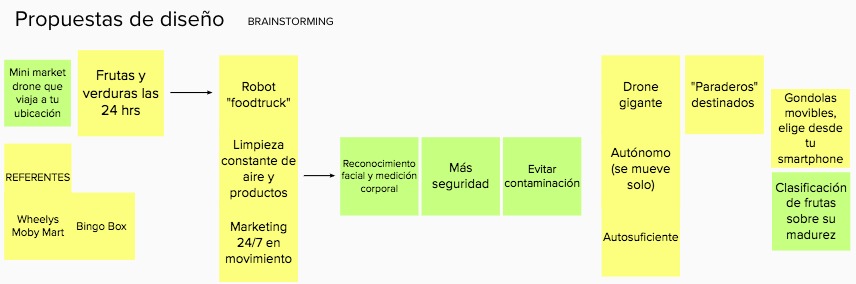 Propuestas de diseño
BRAINSTORMING
Mini market
drone que
viaja a tu
ubicación
Frutas y
verduras las
24 hrs
REFERENTES
Wheelys
Moby Mart
Bingo Box
Robot
"foodtruck"
Limpieza
constante de
aire y
productos
Marketing
24/7 en
movimiento
Reconocimiento
facial y medición
corporal
Más
seguridad
Evitar
contaminación
Drone
gigante
Autónomo
(se mueve
solo)
Autosuficiente
"Paraderos"
destinados
Gondolas
movibles,
elige desde
tu
smartphone
Clasificación
de frutas
sobre su
madurez